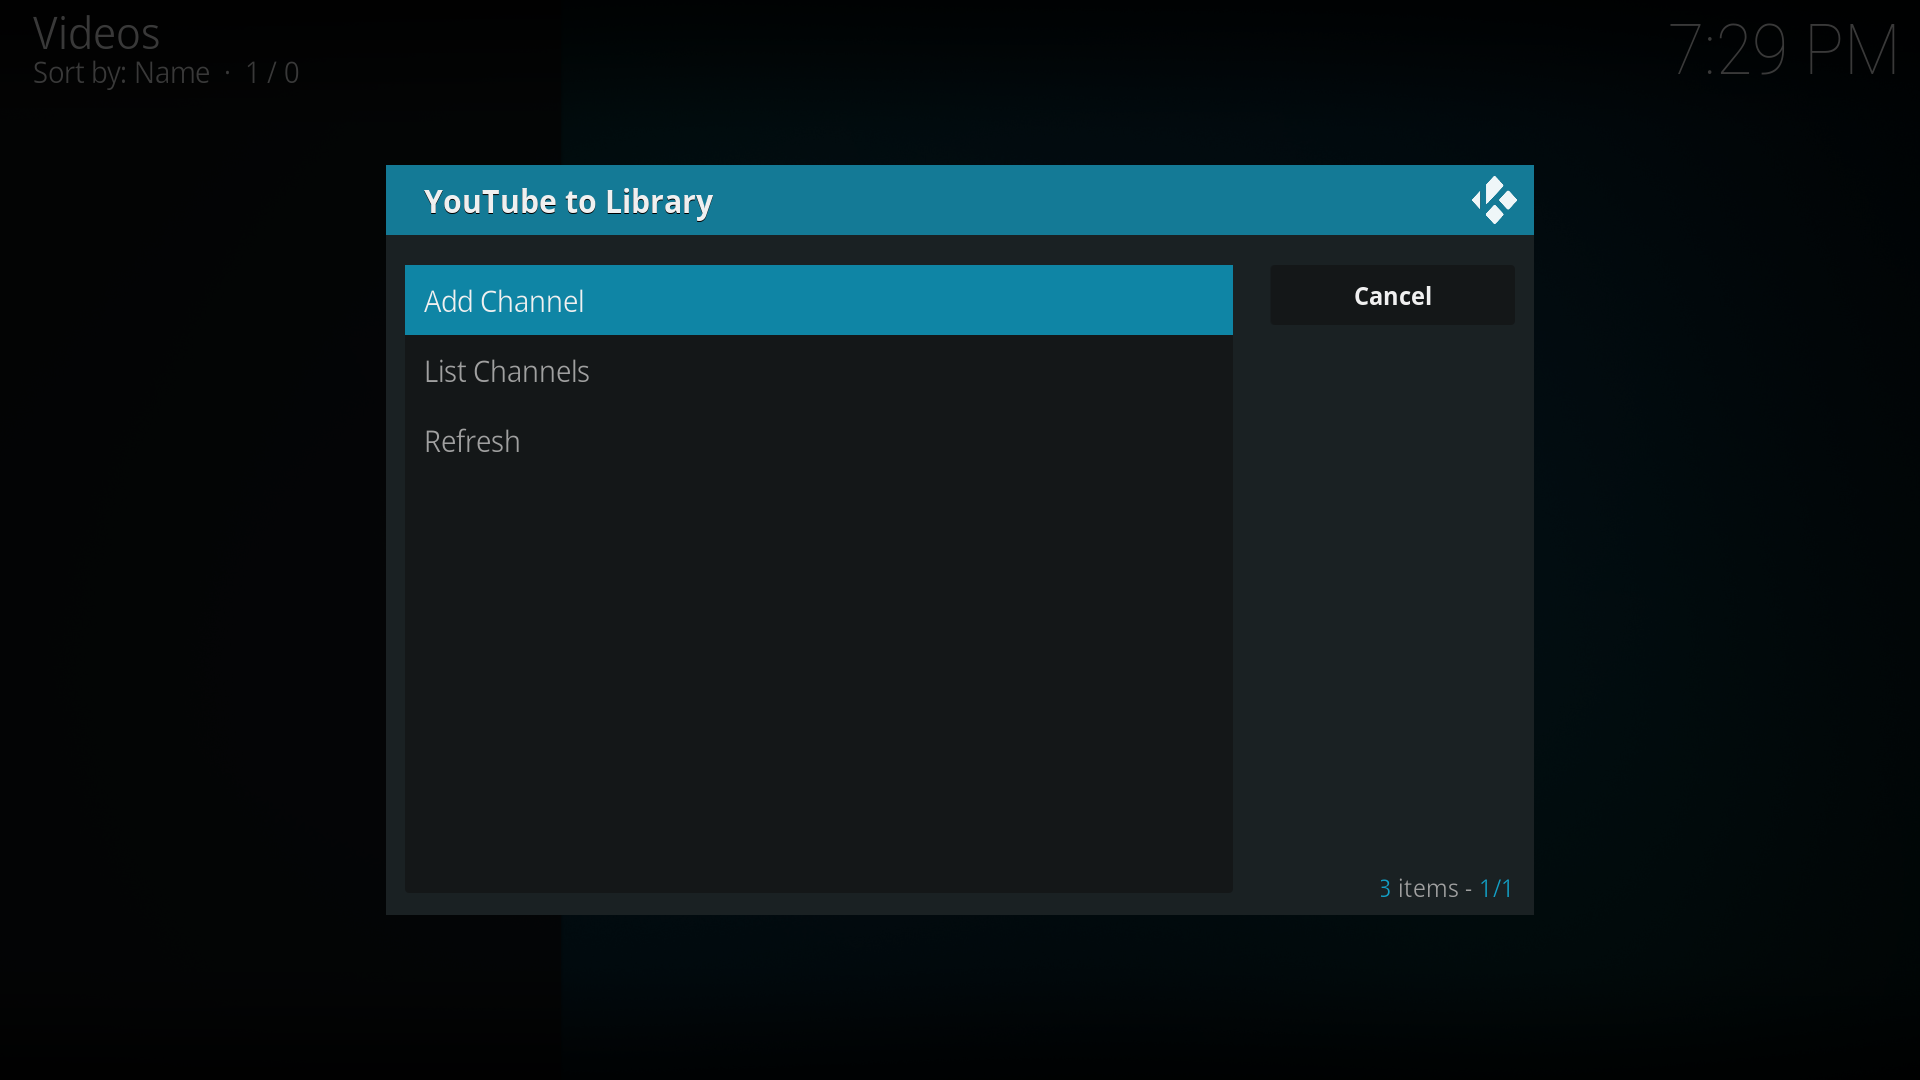 Videos
Sort by: Name · 1 / 0
7:29 PM
YouTube to Library
Add Channel
List Channels
Refresh
Cancel
3 items - 1/1